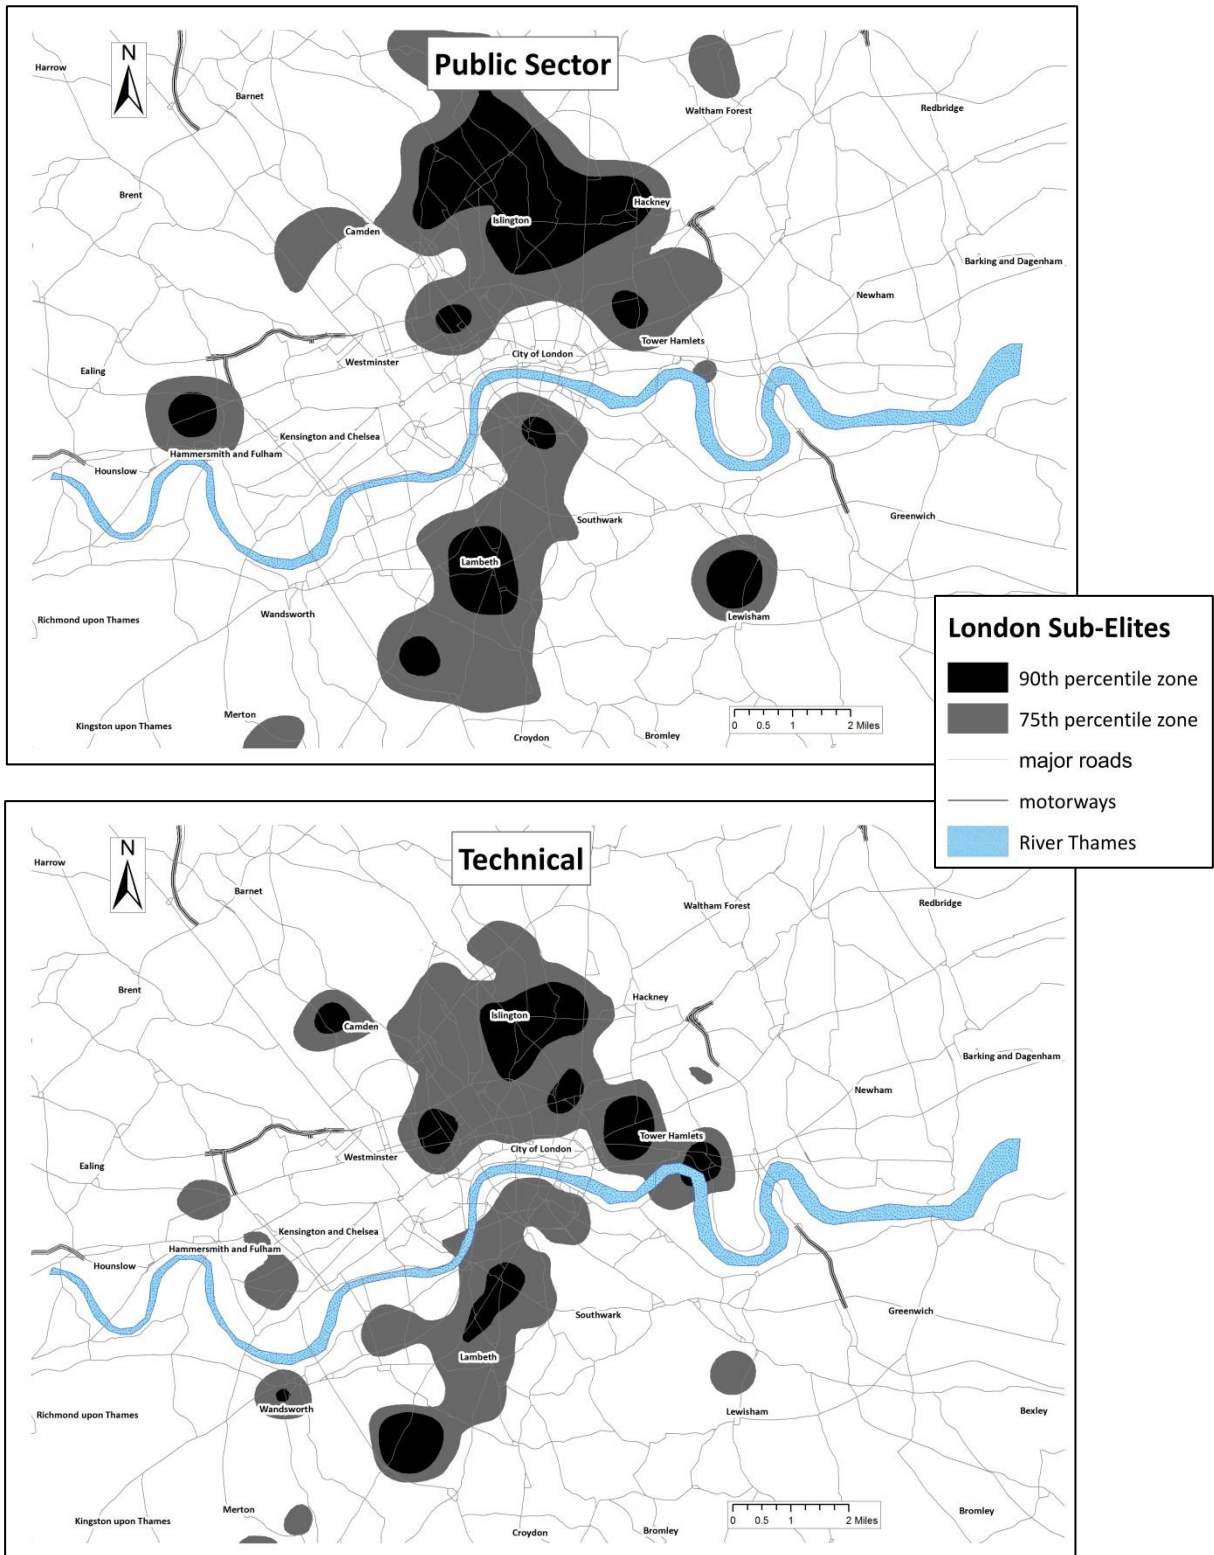 Public Sector
N
Harrow
Barnet
Waltham Forest
Redbridge
Brent
Hackney
Islington
Camden
Barking and Dagenham
Newham
Tower Hamlets
City of London
Westminster
Ealing
Kensington and Chelsea
Hammersmith and Fulham
Hounslow
Southwark
Greenwich
Lambeth
Wandsworth
Lewisham
Richmond upon Thames
Merton
Kingston upon Thames
Croydon
Bromley
0 0.5 1 2 Miles
London Sub-Elites
90th percentile zone
75th percentile zone
major roads
motorways
River Thames
Technical
N
Harrow
Barnet
Waltham Forest
Redbridge
Brent
Hackney
Islington
Camden
Barking and Dagenham
Newham
Tower Hamlets
City of London
Westminster
Ealing
Kensington and Chelsea
Hammersmith and Fulham
Hounslow
Southwark
Greenwich
Lambeth
Wandsworth
Lewisham
Bexley
Richmond upon Thames
Merton
Kingston upon Thames
Croydon
Bromley
Bromley
0 0.5 1 2 Miles